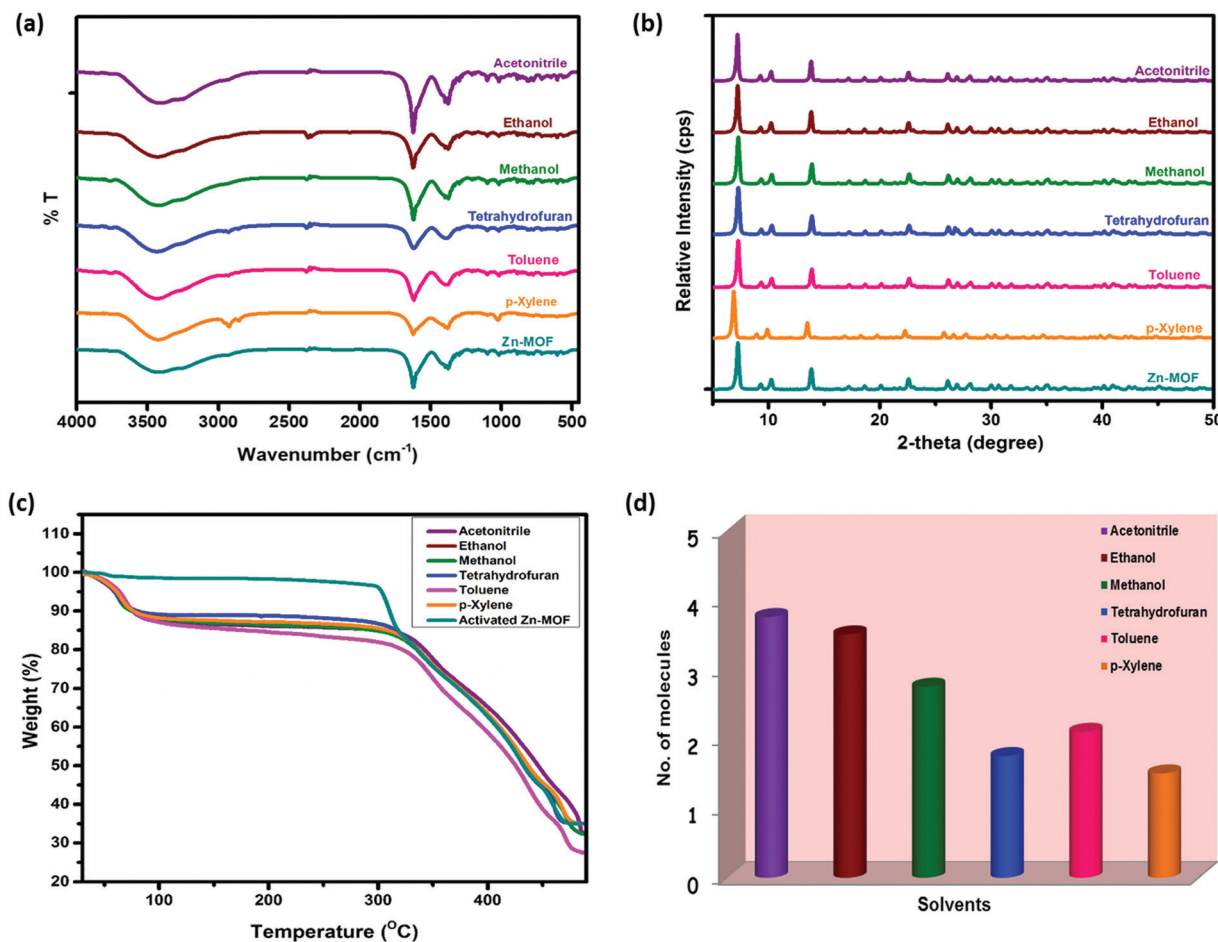 (a)
Acetonitrile
Ethanol
Methanol
Tetrahydrofuran
Toluene
p-Xylene
Zn-MOF
% T
4000 3500 3000 2500 2000 1500 1000 500
Wavenumber (cm⁻¹)
(b)
Acetonitrile
Ethanol
Methanol
Tetrahydrofuran
Toluene
p-Xylene
Zn-MOF
Relative Intensity (cps)
10 20 30 40 50
2-theta (degree)
(c)
Acetonitrile
Ethanol
Methanol
Tetrahydrofuran
Toluene
p-Xylene
Activated Zn-MOF
110
100
90
80
70
60
50
40
30
20
Weight (%)
100 200 300 400
Temperature (ᴼC)
(d)
Acetonitrile
Ethanol
Methanol
Tetrahydrofuran
Toluene
p-Xylene
5
4
3
2
1
0
No. of molecules
Solvents